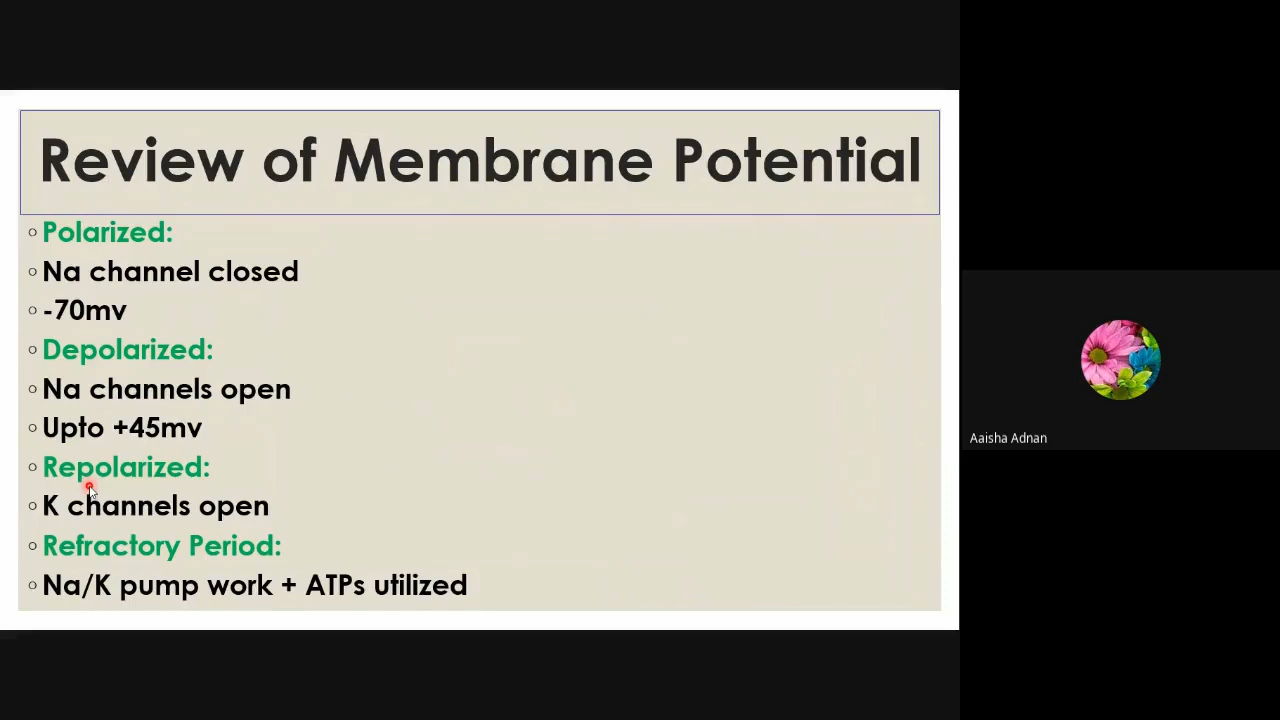 Review of Membrane Potential
Polarized:
Na channel closed
-70mv
Depolarized:
Na channels open
Upto +45mv
Repolarized:
K channels open
Refractory Period:
Na/K pump work + ATPs utilized
Aaisha Adnan